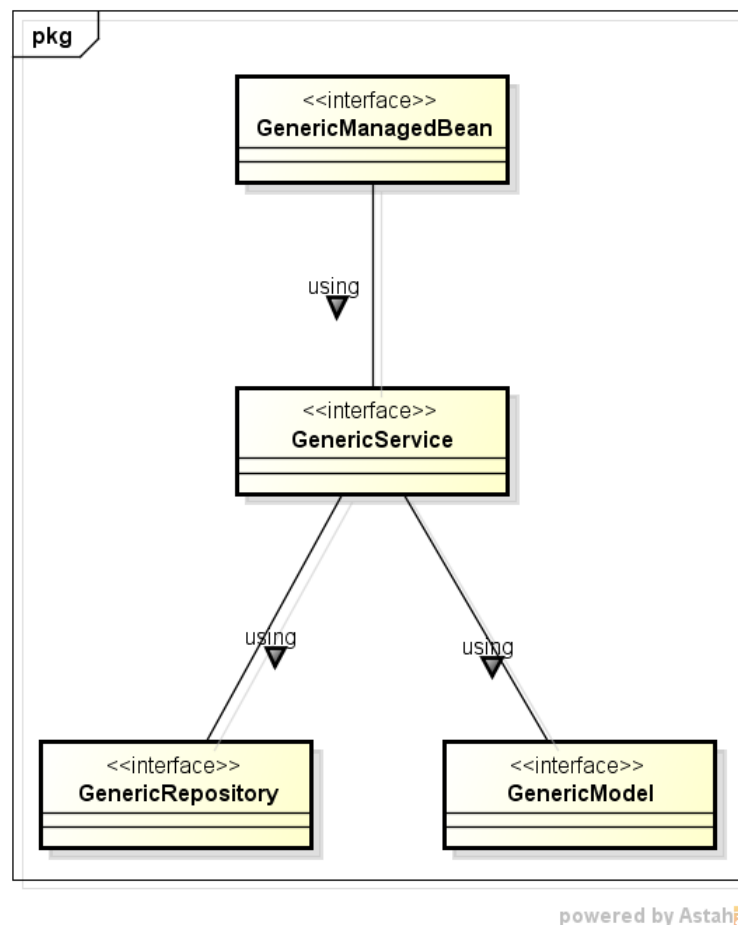 pkg
<<interface>>
GenericManagedBean
using
<<interface>>
GenericService
using
using
<<interface>>
GenericRepository
<<interface>>
GenericModel
powered by Astah